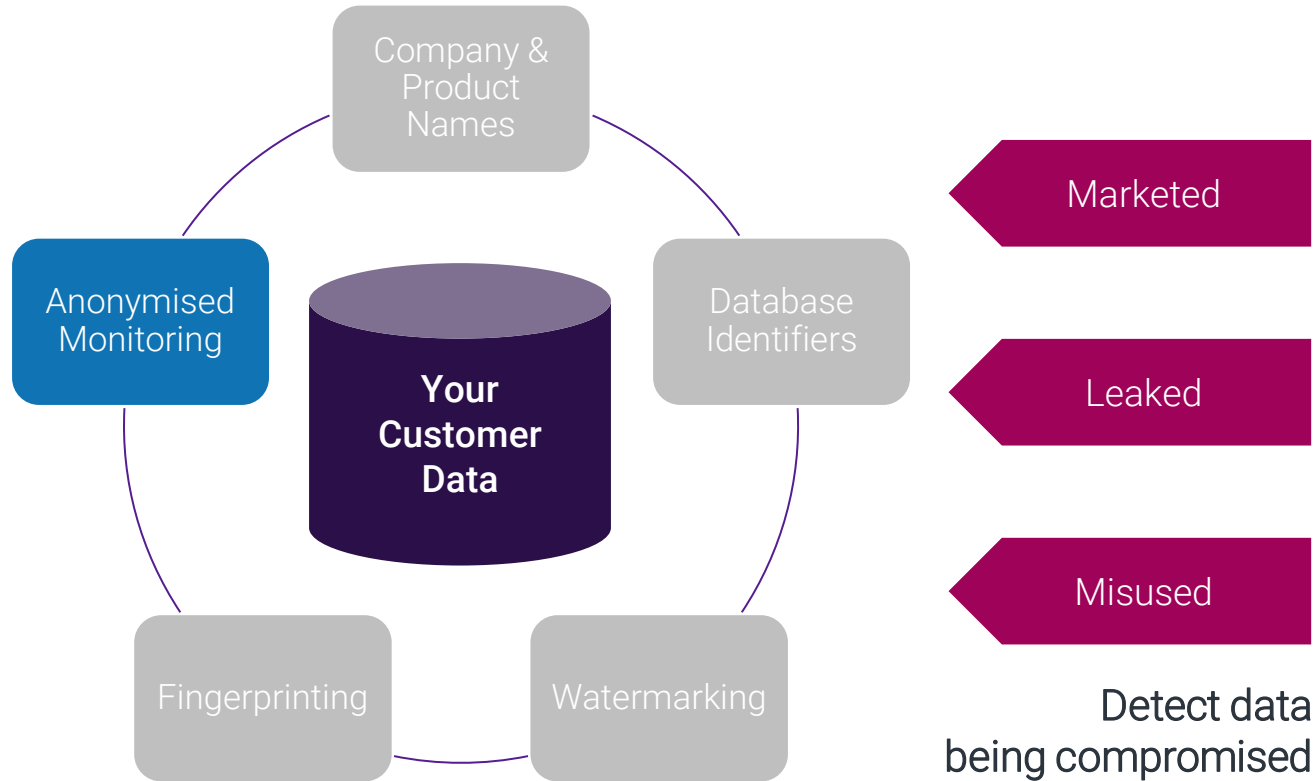 Company &
Product
Names
Anonymised
Monitoring
Database
Identifiers
Your
Customer
Data
Fingerprinting
Watermarking
Marketed
Leaked
Misused
Detect data
being compromised